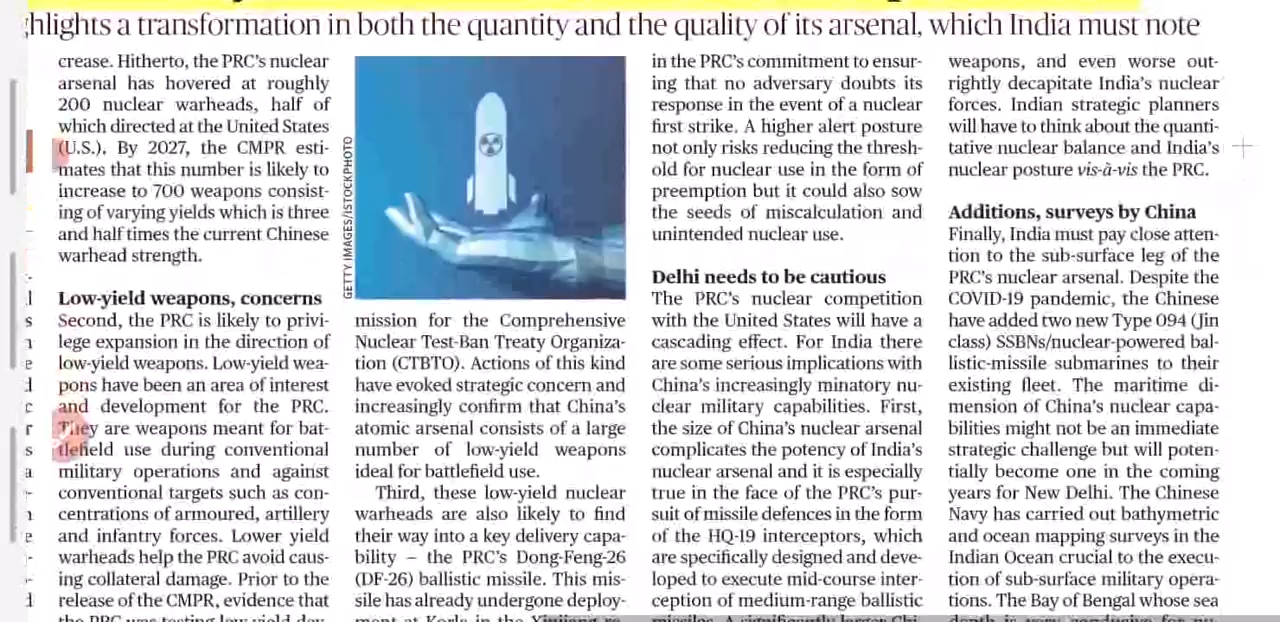 hlights a transformation in both the quantity and the quality of its arsenal, which India must note
crease. Hitherto, the PRC's nuclear
arsenal has hovered at roughly
200 nuclear warheads, half of
which directed at the United States
(U.S.). By 2027, the CMPR esti-
mates that this number is likely to
increase to 700 weapons consist-
ing of varying yields which is three
and half times the current Chinese
warhead strength.
Low-yield weapons, concerns
Second, the PRC is likely to privi-
lege expansion in the direction of
low-yield weapons. Low-yield wea-
pons have been an area of interest
and development for the PRC.
They are weapons meant for bat-
tlefield use during conventional
military operations and against
conventional targets such as con-
centrations of armoured, artillery
and infantry forces. Lower yield
warheads help the PRC avoid caus-
ing collateral damage. Prior to the
release of the CMPR, evidence that
the PRC was testing low-yield dev-
GETTY IMAGES/ISTOCKPHOTO
mission for the Comprehensive
Nuclear Test-Ban Treaty Organiza-
tion (CTBTO). Actions of this kind
have evoked strategic concern and
increasingly confirm that China's
atomic arsenal consists of a large
number of low-yield weapons
ideal for battlefield use.
Third, these low-yield nuclear
warheads are also likely to find
their way into a key delivery capa-
bility – the PRC's Dong-Feng-26
(DF-26) ballistic missile. This mis-
sile has already undergone deploy-
ment at Korla in the Xinjiang re-
in the PRC's commitment to ensur-
ing that no adversary doubts its
response in the event of a nuclear
first strike. A higher alert posture
not only risks reducing the thresh-
old for nuclear use in the form of
preemption but it could also sow
the seeds of miscalculation and
unintended nuclear use.
Delhi needs to be cautious
The PRC's nuclear competition
with the United States will have a
cascading effect. For India there
are some serious implications with
China's increasingly minatory nu-
clear military capabilities. First,
the size of China's nuclear arsenal
complicates the potency of India's
nuclear arsenal and it is especially
true in the face of the PRC's pur-
suit of missile defences in the form
of the HQ-19 interceptors, which
are specifically designed and deve-
loped to execute mid-course inter-
ception of medium-range ballistic
missiles. A significantly larger Chi-
weapons, and even worse out-
rightly decapitate India's nuclear
forces. Indian strategic planners
will have to think about the quanti-
tative nuclear balance and India's
nuclear posture vis-à-vis the PRC.
Additions, surveys by China
Finally, India must pay close atten-
tion to the sub-surface leg of the
PRC's nuclear arsenal. Despite the
COVID-19 pandemic, the Chinese
have added two new Type 094 (Jin
class) SSBNs/nuclear-powered bal-
listic-missile submarines to their
existing fleet. The maritime di-
mension of China's nuclear capa-
bilities might not be an immediate
strategic challenge but will poten-
tially become one in the coming
years for New Delhi. The Chinese
Navy has carried out bathymetric
and ocean mapping surveys in the
Indian Ocean crucial to the execu-
tion of sub-surface military opera-
tions. The Bay of Bengal whose sea
depth is very conducive for nu-